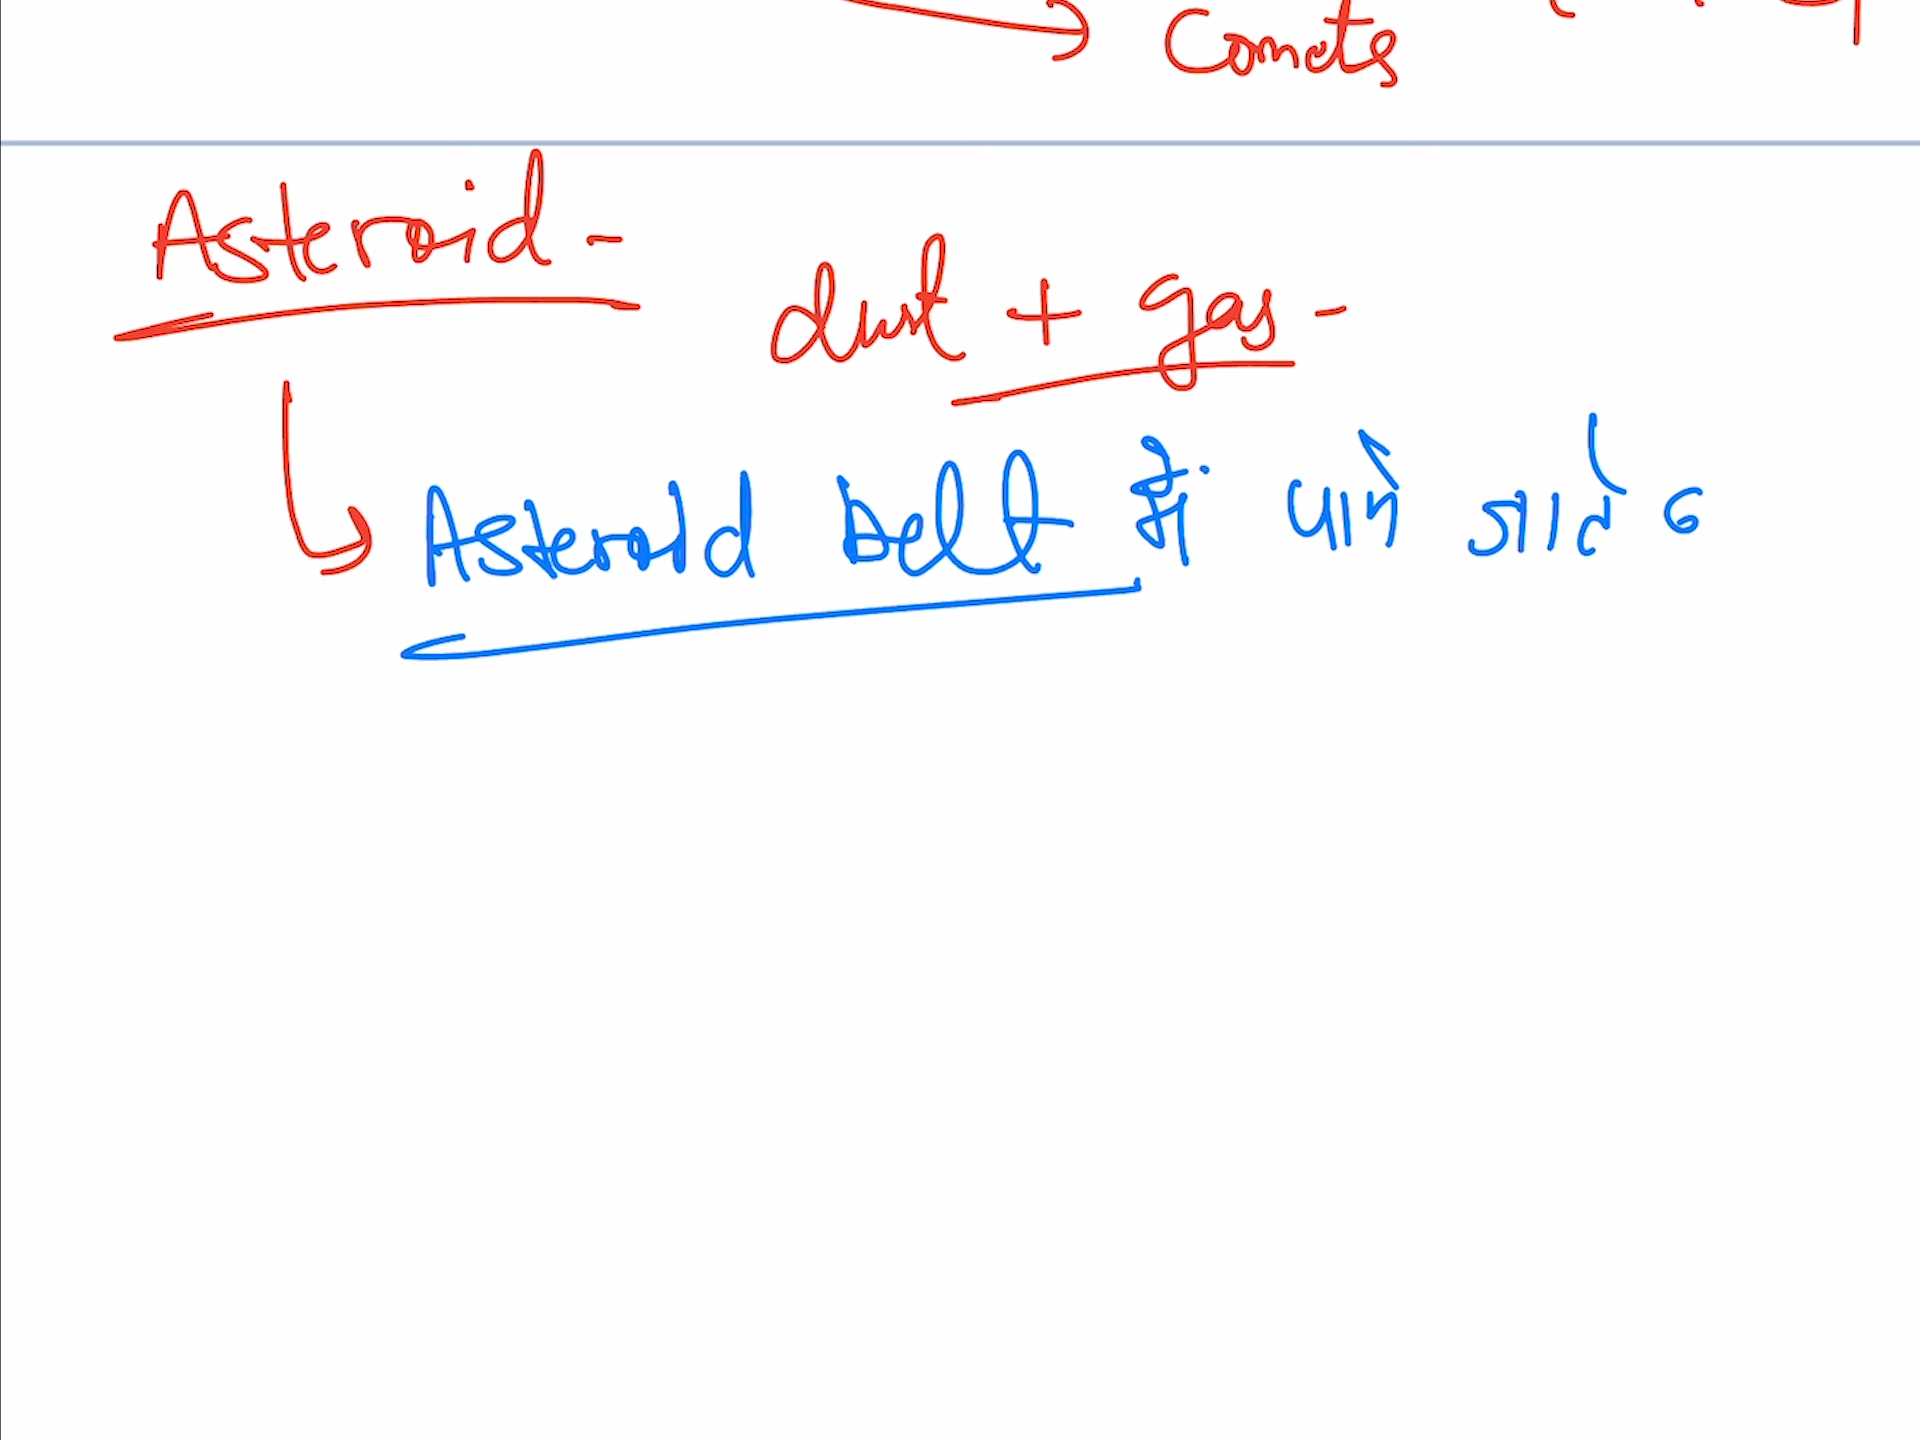 Comets
Asteroid -
dust + gas -
Asteroid belt में पाने जाते